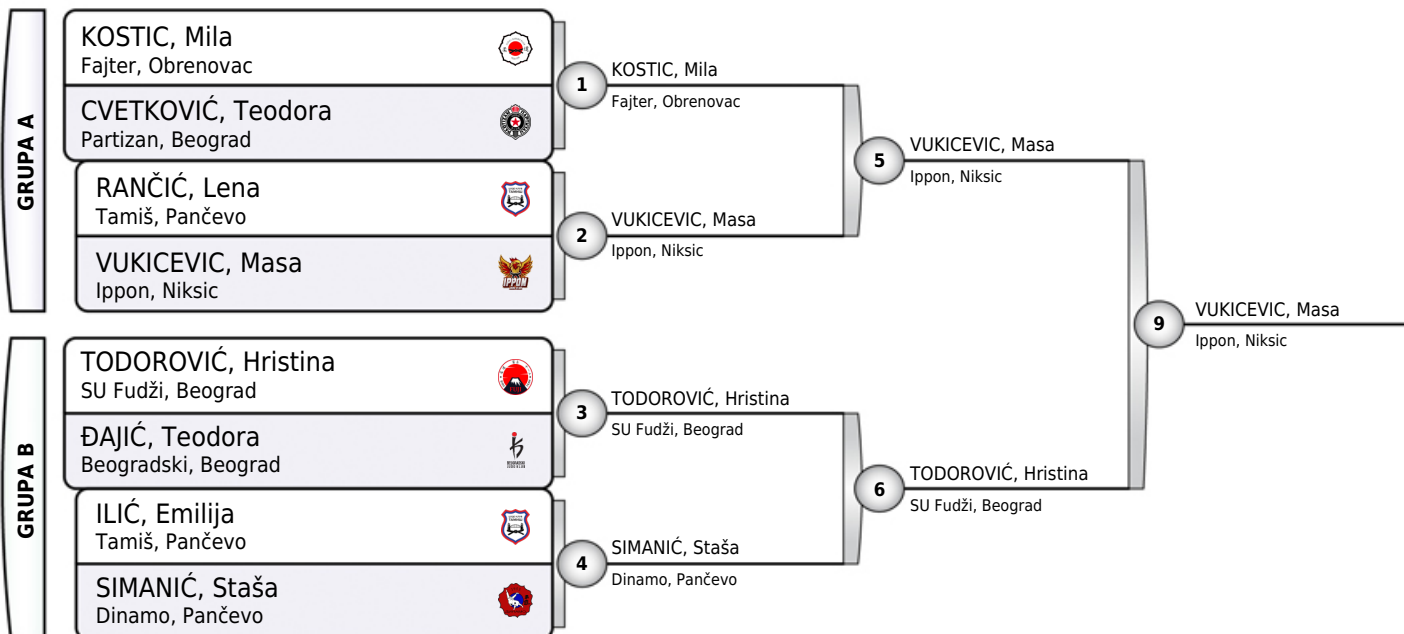 GRUPA A
KOSTIC, Mila
Fajter, Obrenovac
CVETKOVIĆ, Teodora
Partizan, Beograd
RANČIĆ, Lena
Tamiš, Pančevo
VUKICEVIC, Masa
Ippon, Niksic
IPPON
1
KOSTIC, Mila
Fajter, Obrenovac
2
VUKICEVIC, Masa
Ippon, Niksic
5
VUKICEVIC, Masa
Ippon, Niksic
GRUPA B
TODOROVIĆ, Hristina
SU Fudži, Beograd
ĐAJIĆ, Teodora
Beogradski, Beograd
ILIĆ, Emilija
Tamiš, Pančevo
SIMANIĆ, Staša
Dinamo, Pančevo
3
TODOROVIĆ, Hristina
SU Fudži, Beograd
4
SIMANIĆ, Staša
Dinamo, Pančevo
6
TODOROVIĆ, Hristina
SU Fudži, Beograd
9
VUKICEVIC, Masa
Ippon, Niksic